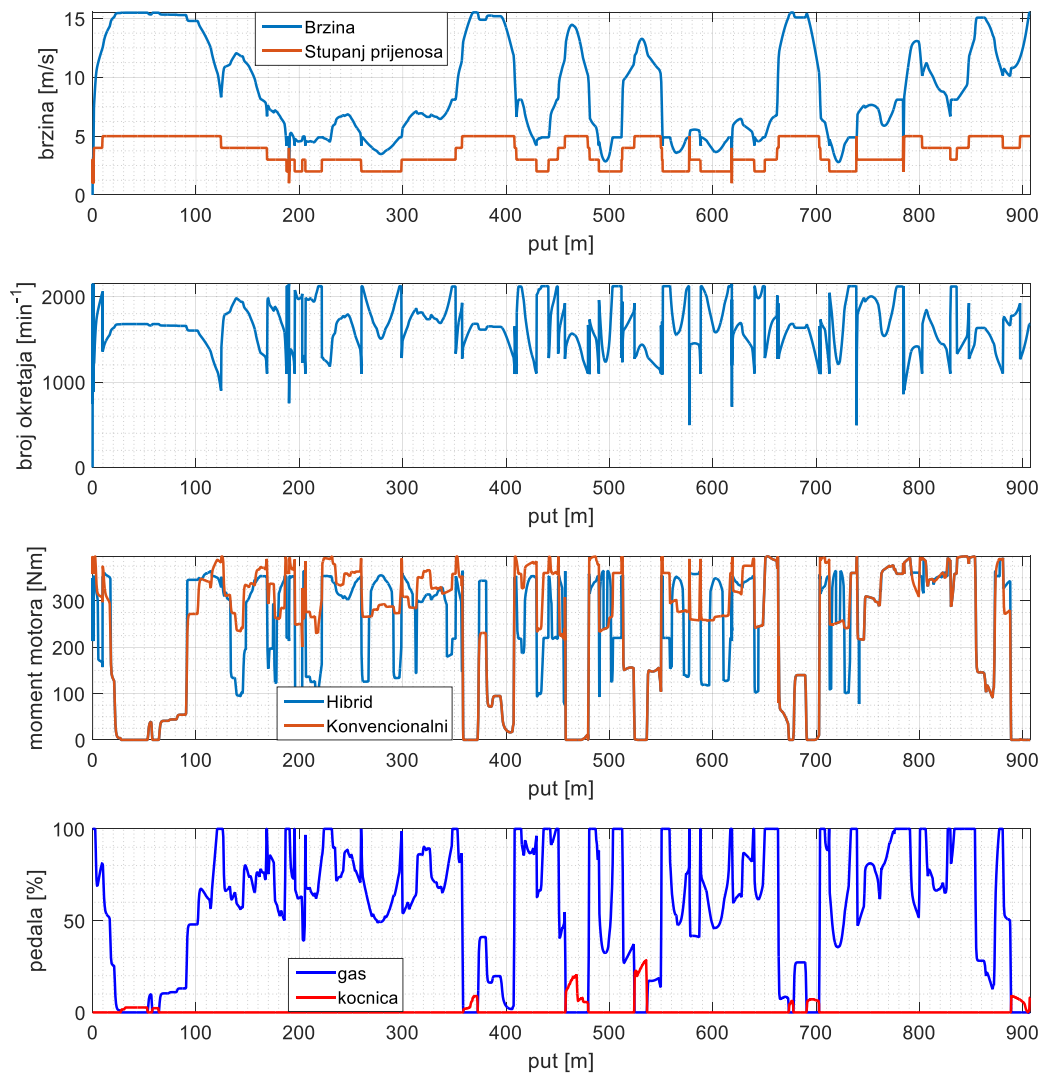 15
10
5
0
brzina [m/s]
Brzina
Stupanj prijenosa
0 100 200 300 400 500 600 700 800 900
put [m]
2000
1000
0
broj okretaja [min-1]
0 100 200 300 400 500 600 700 800 900
put [m]
300
200
100
0
moment motora [Nm]
Hibrid
Konvencionalni
0 100 200 300 400 500 600 700 800 900
put [m]
100
50
0
pedala [%]
gas
kocnica
0 100 200 300 400 500 600 700 800 900
put [m]